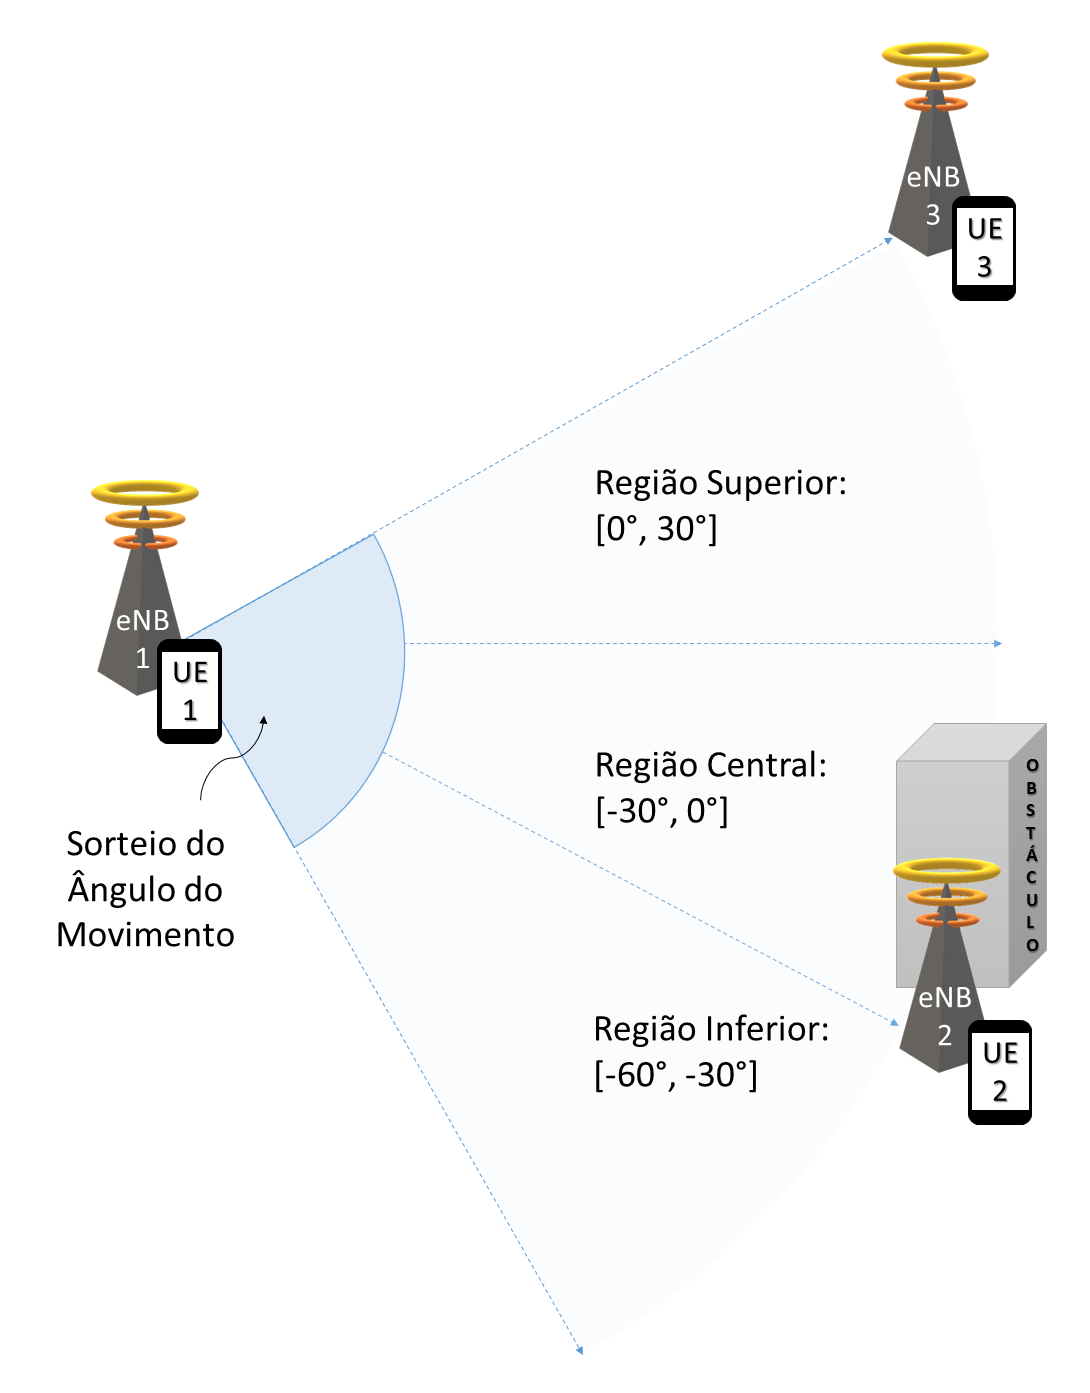 eNB
3
UE
3
Região Superior:
[0°, 30°]
eNB
1
UE
1
Região Central:
[-30°, 0°]
OBSTÁCULO
Sorteio do
Ângulo do
Movimento
eNB
2
Região Inferior:
[-60°, -30°]
UE
2